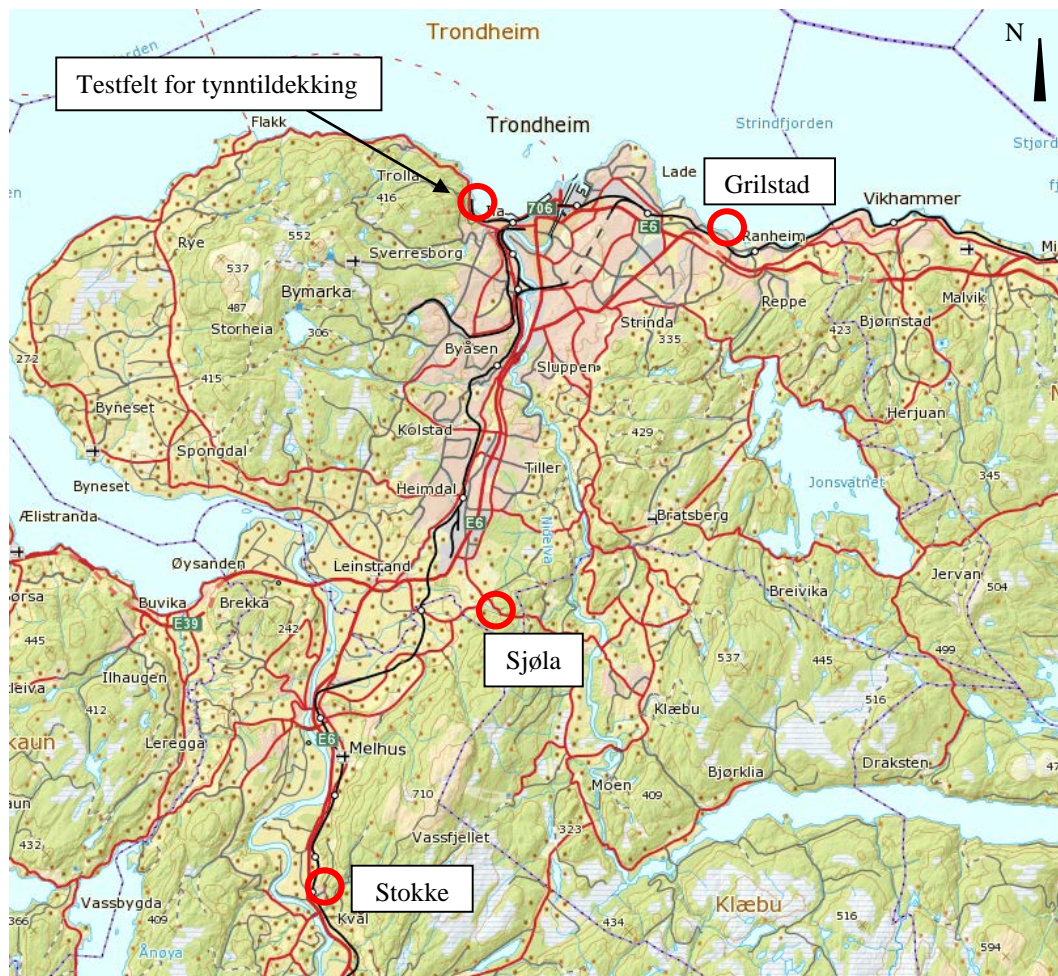 Trondheim
N
Testfelt for tynntildekking
Flakk
Trondheim
Strindfjorden
Stjørd
Trolla
416
Lade
Grilstad
Vikhammer
706
E6
Ranheim
Rye
552
Sverresborg
537
Bymarka
487
Storheia
306
Strinda
335
Reppe
Malvik
423
Bjørnstad
272
415
Byåsen
Sluppen
Byneset
Kolstad
429
Herjuan
Spongdal
Tiller
345
Byneset
Heimdal
Jonsvatnet
Ælistranda
E6
Nidelva
Bratsberg
Øysanden
Leinstrand
Jervan
504
Buvika
Brekka
Breivika
445
E39
242
Sjøla
499
537
445
Ilhaugen
412
Klæbu
516
Leregga
E6
Melhus
Draksten
Bjørklia
Moen
409
710
432
Vassfjellet
323
Stokke
Vassbygda
Kvål
Klæbu
366
409
434
516
Ånøya
594